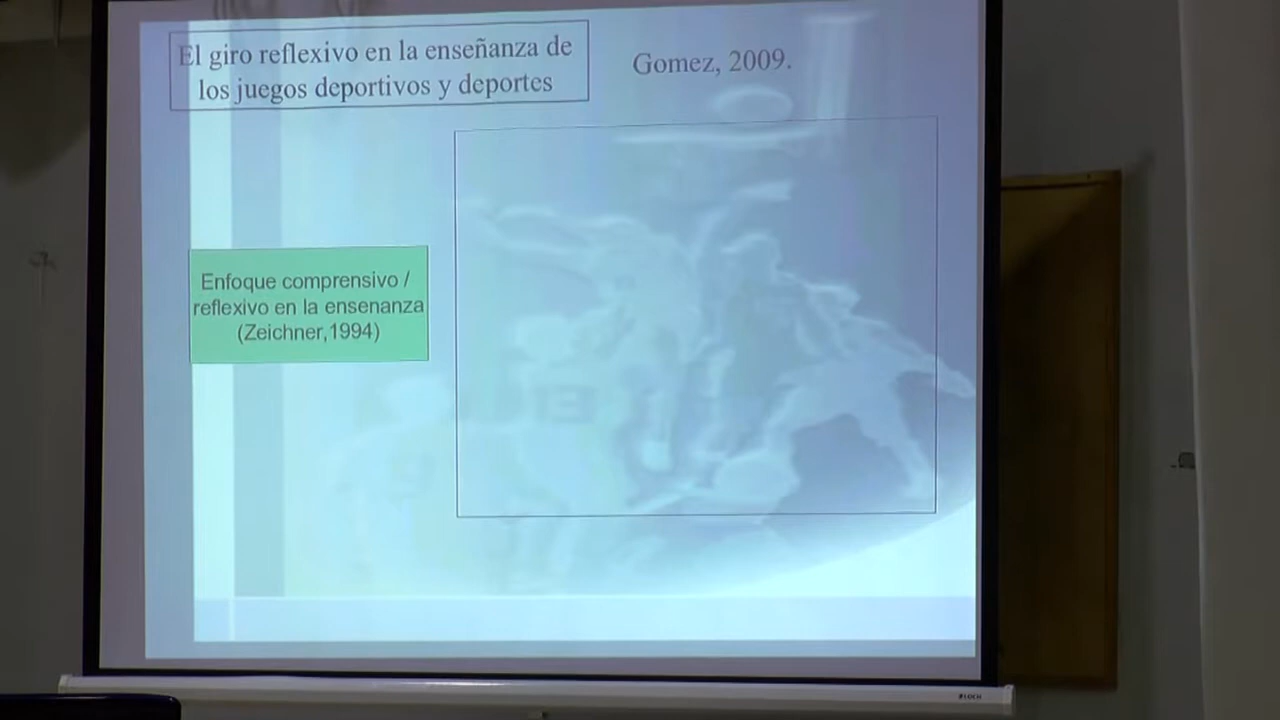 El giro reflexivo en la enseñanza de
los juegos deportivos y deportes
Gomez, 2009.
Enfoque comprensivo /
reflexivo en la ensenanza
(Zeichner,1994)